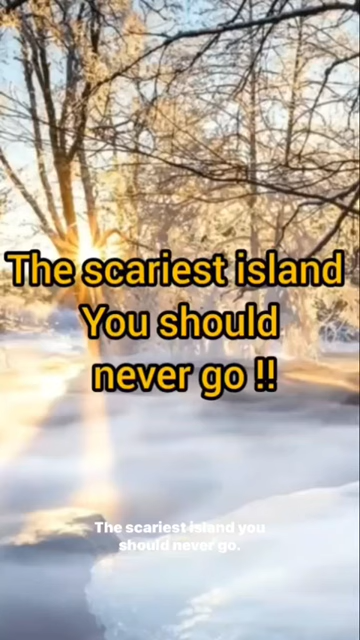 The scariest island
You should
never go !!
The scariest island you
should never go.